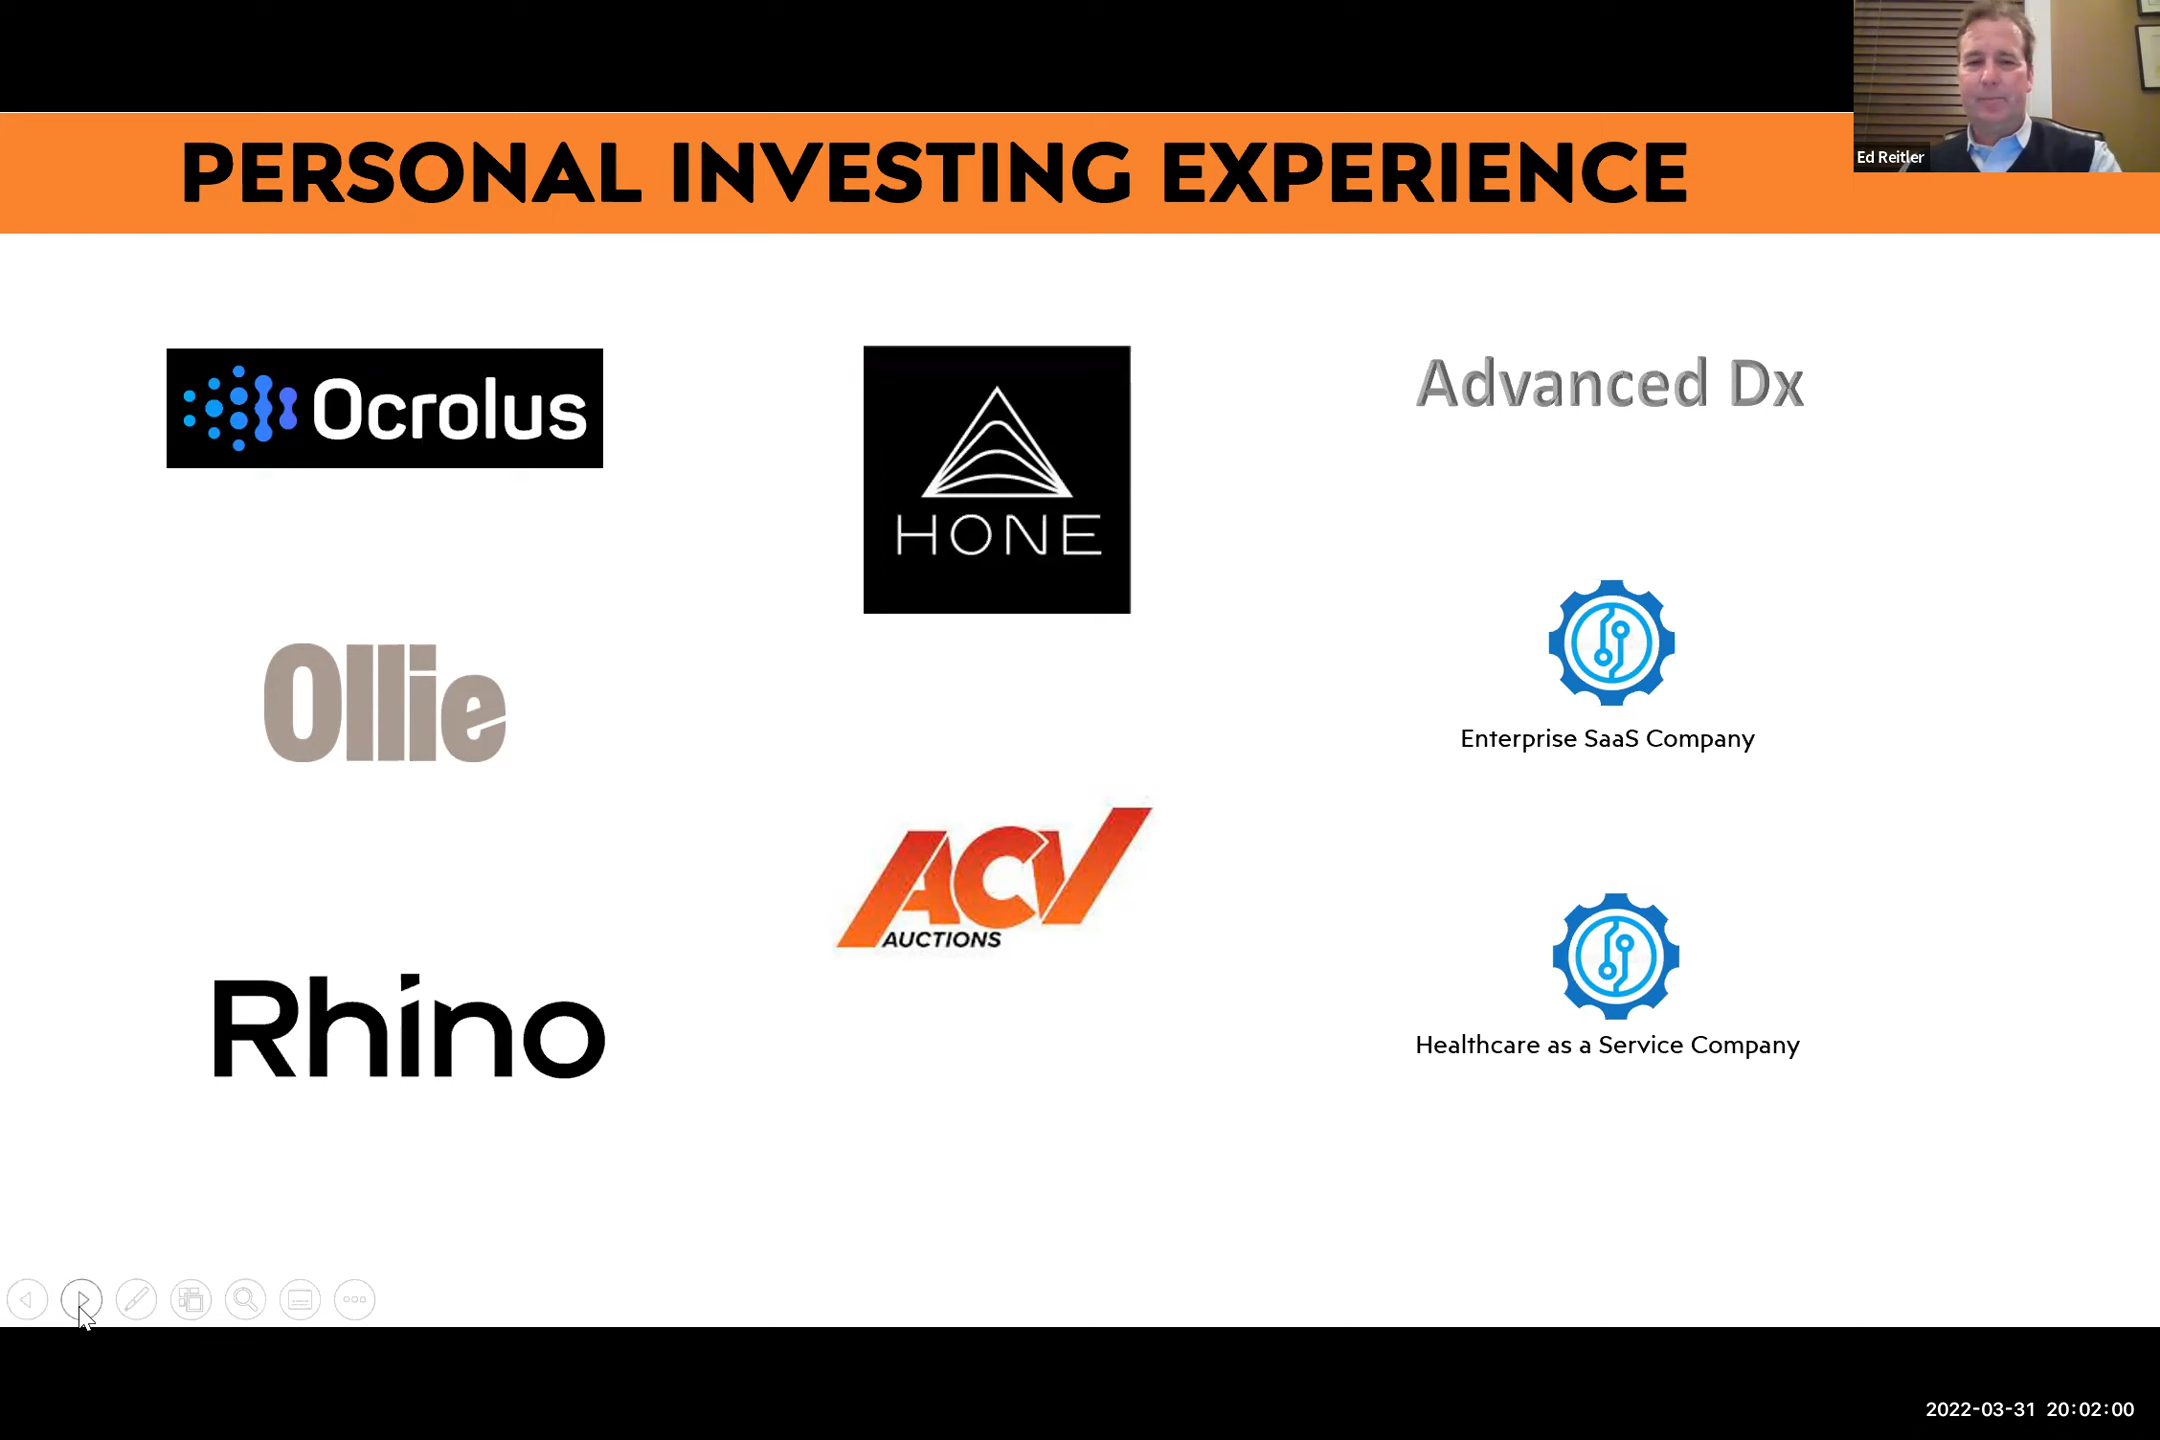 PERSONAL INVESTING EXPERIENCE
Ed Reitler
Ocrolus
HONE
Advanced Dx
Ollie
Enterprise SaaS Company
ACV
AUCTIONS
Rhino
Healthcare as a Service Company
2022-03-31 20:02:00